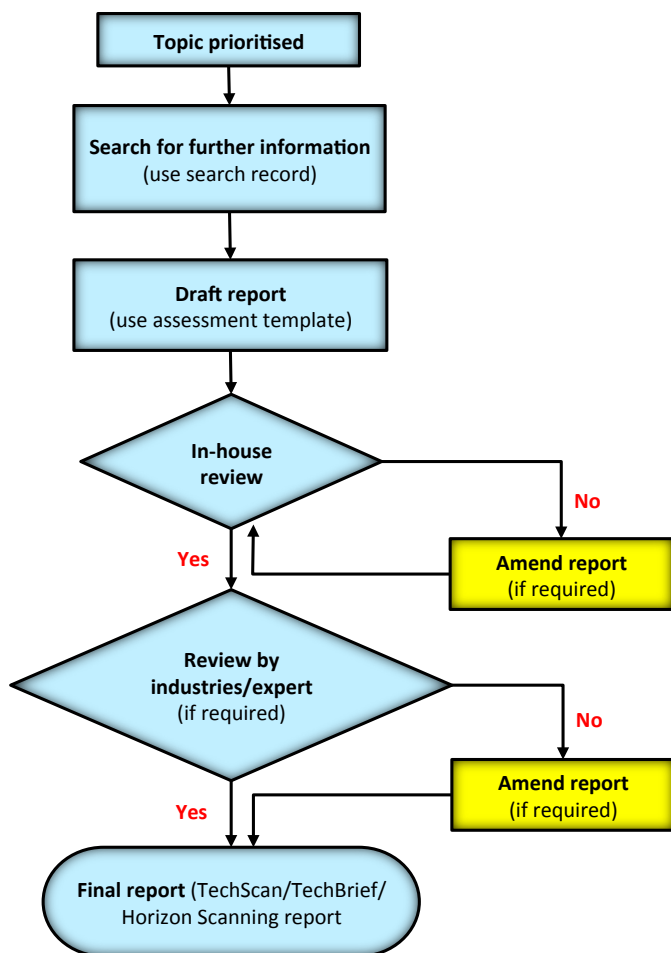 Topic prioritised
Search for further information
(use search record)
Draft report
(use assessment template)
In-house
review
No
Yes
Amend report
(if required)
Review by
industries/expert
(if required)
No
Yes
Amend report
(if required)
Final report (TechScan/TechBrief/
Horizon Scanning report